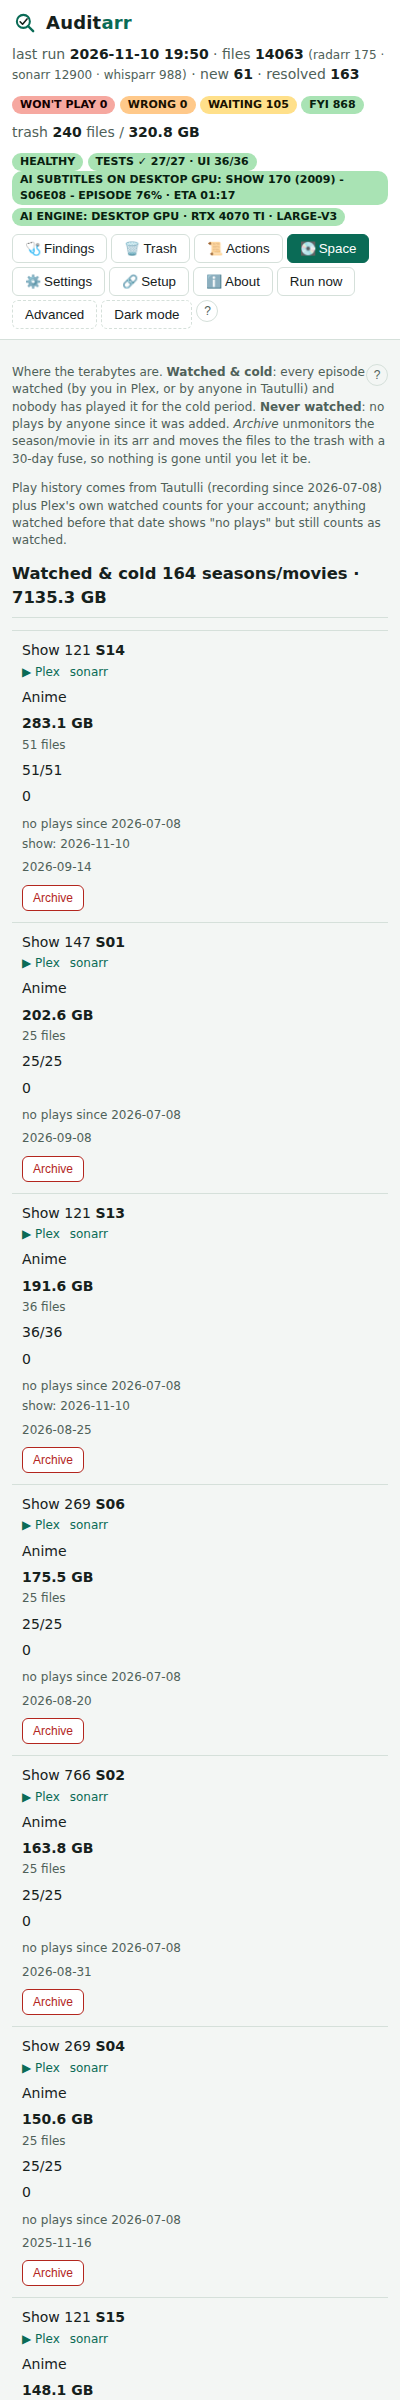 Auditarr
last run 2026-11-10 19:50 · files 14063 (radarr 175 ·
sonarr 12900 · whisparr 988) · new 61 · resolved 163
WON'T PLAY 0 WRONG 0 WAITING 105 FYI 868
trash 240 files / 320.8 GB
HEALTHY TESTS ✓ 27/27 · UI 36/36
AI SUBTITLES ON DESKTOP GPU: SHOW 170 (2009) -
S06E08 - EPISODE 76% · ETA 01:17
AI ENGINE: DESKTOP GPU · RTX 4070 TI · LARGE-V3
🩺 Findings 🗑️ Trash 📜 Actions 💽 Space
⚙️ Settings 🔗 Setup ℹ️ About Run now
Advanced Dark mode ?
Where the terabytes are. Watched & cold: every episode ?
watched (by you in Plex, or by anyone in Tautulli) and
nobody has played it for the cold period. Never watched: no
plays by anyone since it was added. Archive unmonitors the
season/movie in its arr and moves the files to the trash with a
30-day fuse, so nothing is gone until you let it be.
Play history comes from Tautulli (recording since 2026-07-08)
plus Plex's own watched counts for your account; anything
watched before that date shows "no plays" but still counts as
watched.
Watched & cold 164 seasons/movies ·
7135.3 GB
Show 121 S14
▶ Plex sonarr
Anime
283.1 GB
51 files
51/51
0
no plays since 2026-07-08
show: 2026-11-10
2026-09-14
Archive
Show 147 S01
▶ Plex sonarr
Anime
202.6 GB
25 files
25/25
0
no plays since 2026-07-08
2026-09-08
Archive
Show 121 S13
▶ Plex sonarr
Anime
191.6 GB
36 files
36/36
0
no plays since 2026-07-08
show: 2026-11-10
2026-08-25
Archive
Show 269 S06
▶ Plex sonarr
Anime
175.5 GB
25 files
25/25
0
no plays since 2026-07-08
2026-08-20
Archive
Show 766 S02
▶ Plex sonarr
Anime
163.8 GB
25 files
25/25
0
no plays since 2026-07-08
2026-08-31
Archive
Show 269 S04
▶ Plex sonarr
Anime
150.6 GB
25 files
25/25
0
no plays since 2026-07-08
2025-11-16
Archive
Show 121 S15
▶ Plex sonarr
Anime
148.1 GB